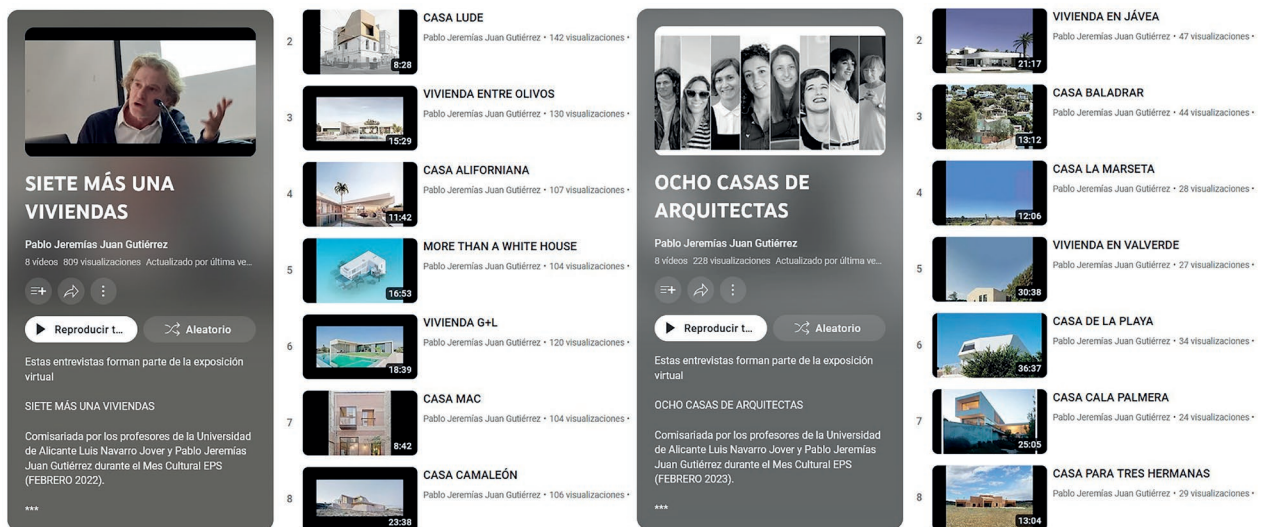 SIETE MÁS UNA
VIVIENDAS
Pablo Jeremías Juan Gutiérrez
8 vídeos 809 visualizaciones Actualizado por última ve...
Reproducir t...
Aleatorio
Estas entrevistas forman parte de la exposición
virtual
SIETE MÁS UNA VIVIENDAS
Comisariada por los profesores de la Universidad
de Alicante Luis Navarro Jover y Pablo Jeremías
Juan Gutiérrez durante el Mes Cultural EPS
(FEBRERO 2022).
***
2
8:28
CASA LUDE
Pablo Jeremías Juan Gutiérrez • 142 visualizaciones •
3
15:29
VIVIENDA ENTRE OLIVOS
Pablo Jeremías Juan Gutiérrez • 130 visualizaciones •
4
11:42
CASA ALIFORNIANA
Pablo Jeremías Juan Gutiérrez • 107 visualizaciones •
5
16:53
MORE THAN A WHITE HOUSE
Pablo Jeremías Juan Gutiérrez • 104 visualizaciones •
6
18:39
VIVIENDA G+L
Pablo Jeremías Juan Gutiérrez • 120 visualizaciones •
7
8:42
CASA MAC
Pablo Jeremías Juan Gutiérrez • 104 visualizaciones •
8
23:38
CASA CAMALEÓN
Pablo Jeremías Juan Gutiérrez • 106 visualizaciones •
OCHO CASAS DE
ARQUITECTAS
Pablo Jeremías Juan Gutiérrez
8 vídeos 228 visualizaciones Actualizado por última ve...
Reproducir t...
Aleatorio
Estas entrevistas forman parte de la exposición
virtual
OCHO CASAS DE ARQUITECTAS
Comisariada por los profesores de la Universidad
de Alicante Luis Navarro Jover y Pablo Jeremías
Juan Gutiérrez durante el Mes Cultural EPS
(FEBRERO 2023).
***
2
21:17
VIVIENDA EN JÁVEA
Pablo Jeremías Juan Gutiérrez • 47 visualizaciones •
3
13:12
CASA BALADRAR
Pablo Jeremías Juan Gutiérrez • 44 visualizaciones •
4
12:06
CASA LA MARSETA
Pablo Jeremías Juan Gutiérrez • 28 visualizaciones •
5
30:38
VIVIENDA EN VALVERDE
Pablo Jeremías Juan Gutiérrez • 27 visualizaciones •
6
36:37
CASA DE LA PLAYA
Pablo Jeremías Juan Gutiérrez • 34 visualizaciones •
7
25:05
CASA CALA PALMERA
Pablo Jeremías Juan Gutiérrez • 24 visualizaciones •
8
13:04
CASA PARA TRES HERMANAS
Pablo Jeremías Juan Gutiérrez • 29 visualizaciones •